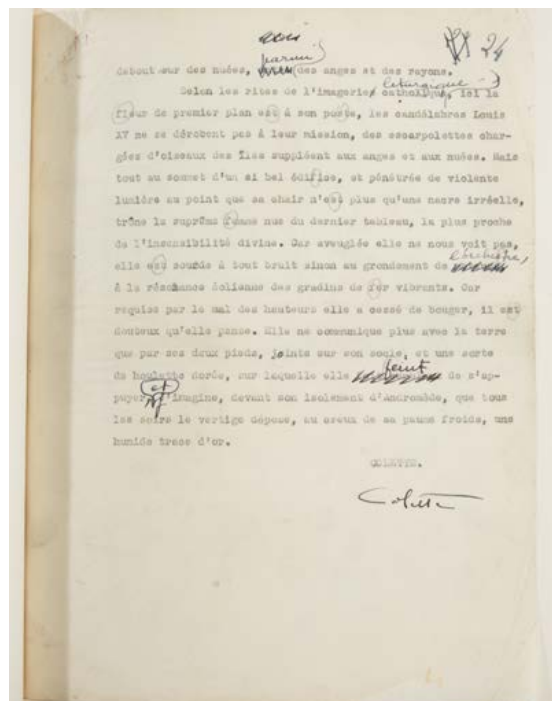 24
parmi
debout sur des nuées, des anges et des rayons.
liturgique
Selon les rites de l'imagerie catholique, ici la
fleur de premier plan est à son poste, les candélabres Louis
XV ne se dérobent pas à leur mission, des escarpolettes char-
gées d'oiseaux des îles suppléent aux anges et aux nuées. Mais
tout au sommet d'un si bel édifice, et pénétrée de violente
lumière au point que sa chair n'est plus qu'une nacre irréelle,
trône la suprême femme nue du dernier tableau, la plus proche
de l'insensibilité divine. Car aveuglée elle ne nous voit pas,
l'orchestre,
elle est sourde à tout bruit sinon au grondement de
à la résonance éolienne des gradins de fer vibrants. Car
requise par le mal des hauteurs elle a cessé de bouger, il est
douteux qu'elle pense. Elle ne communique plus avec la terre
que par ses deux pieds, joints sur son socle, et une sorte
feint
de houlette dorée, sur laquelle elle de s'ap-
et
puyer, j'imagine, devant son isolement d'Andromède, que tous
les soirs le vertige dépose, au creux de sa paume froide, une
humide trace d'or.
COLETTE.
Colette